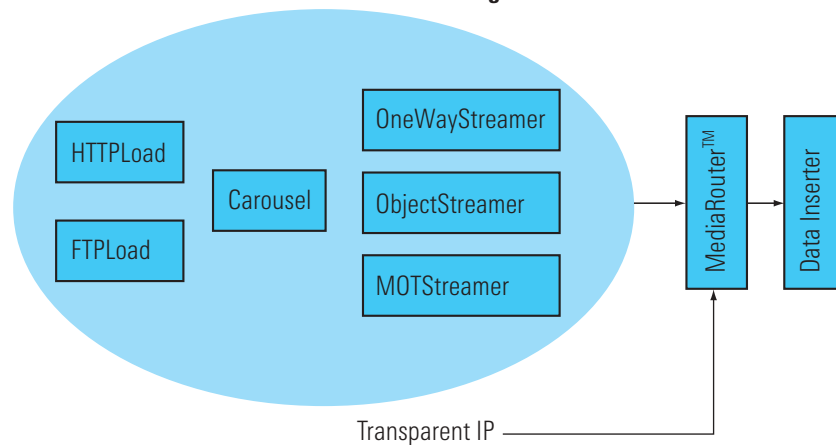 HTTPLoad
FTPLoad
Carousel
OneWayStreamer
ObjectStreamer
MOTStreamer
MediaRouter™
Data Inserter
Transparent IP